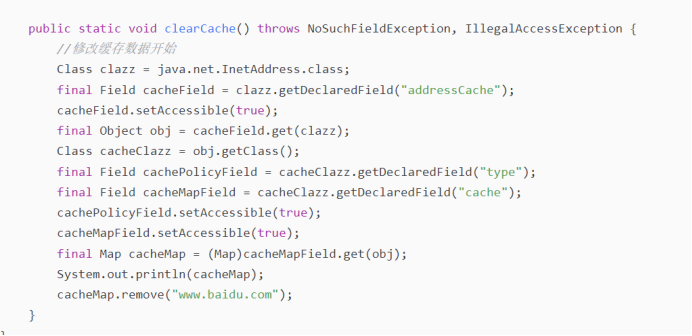 public static void clearCache() throws NoSuchFieldException, IllegalAccessException {
//修改缓存数据开始
Class clazz = java.net.InetAddress.class;
final Field cacheField = clazz.getDeclaredField("addressCache");
cacheField.setAccessible(true);
final Object obj = cacheField.get(clazz);
Class cacheClazz = obj.getClass();
final Field cachePolicyField = cacheClazz.getDeclaredField("type");
final Field cacheMapField = cacheClazz.getDeclaredField("cache");
cachePolicyField.setAccessible(true);
cacheMapField.setAccessible(true);
final Map cacheMap = (Map)cacheMapField.get(obj);
System.out.println(cacheMap);
cacheMap.remove("www.baidu.com");
}
}